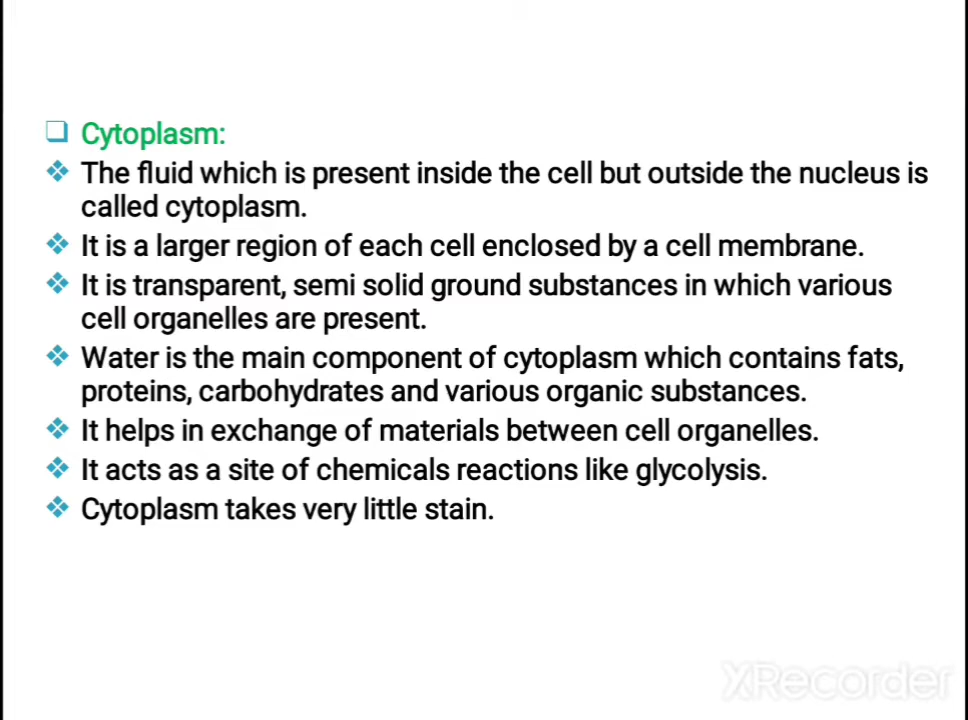 Cytoplasm:
The fluid which is present inside the cell but outside the nucleus is
called cytoplasm.
It is a larger region of each cell enclosed by a cell membrane.
It is transparent, semi solid ground substances in which various
cell organelles are present.
Water is the main component of cytoplasm which contains fats,
proteins, carbohydrates and various organic substances.
It helps in exchange of materials between cell organelles.
It acts as a site of chemicals reactions like glycolysis.
Cytoplasm takes very little stain.
XRecorder